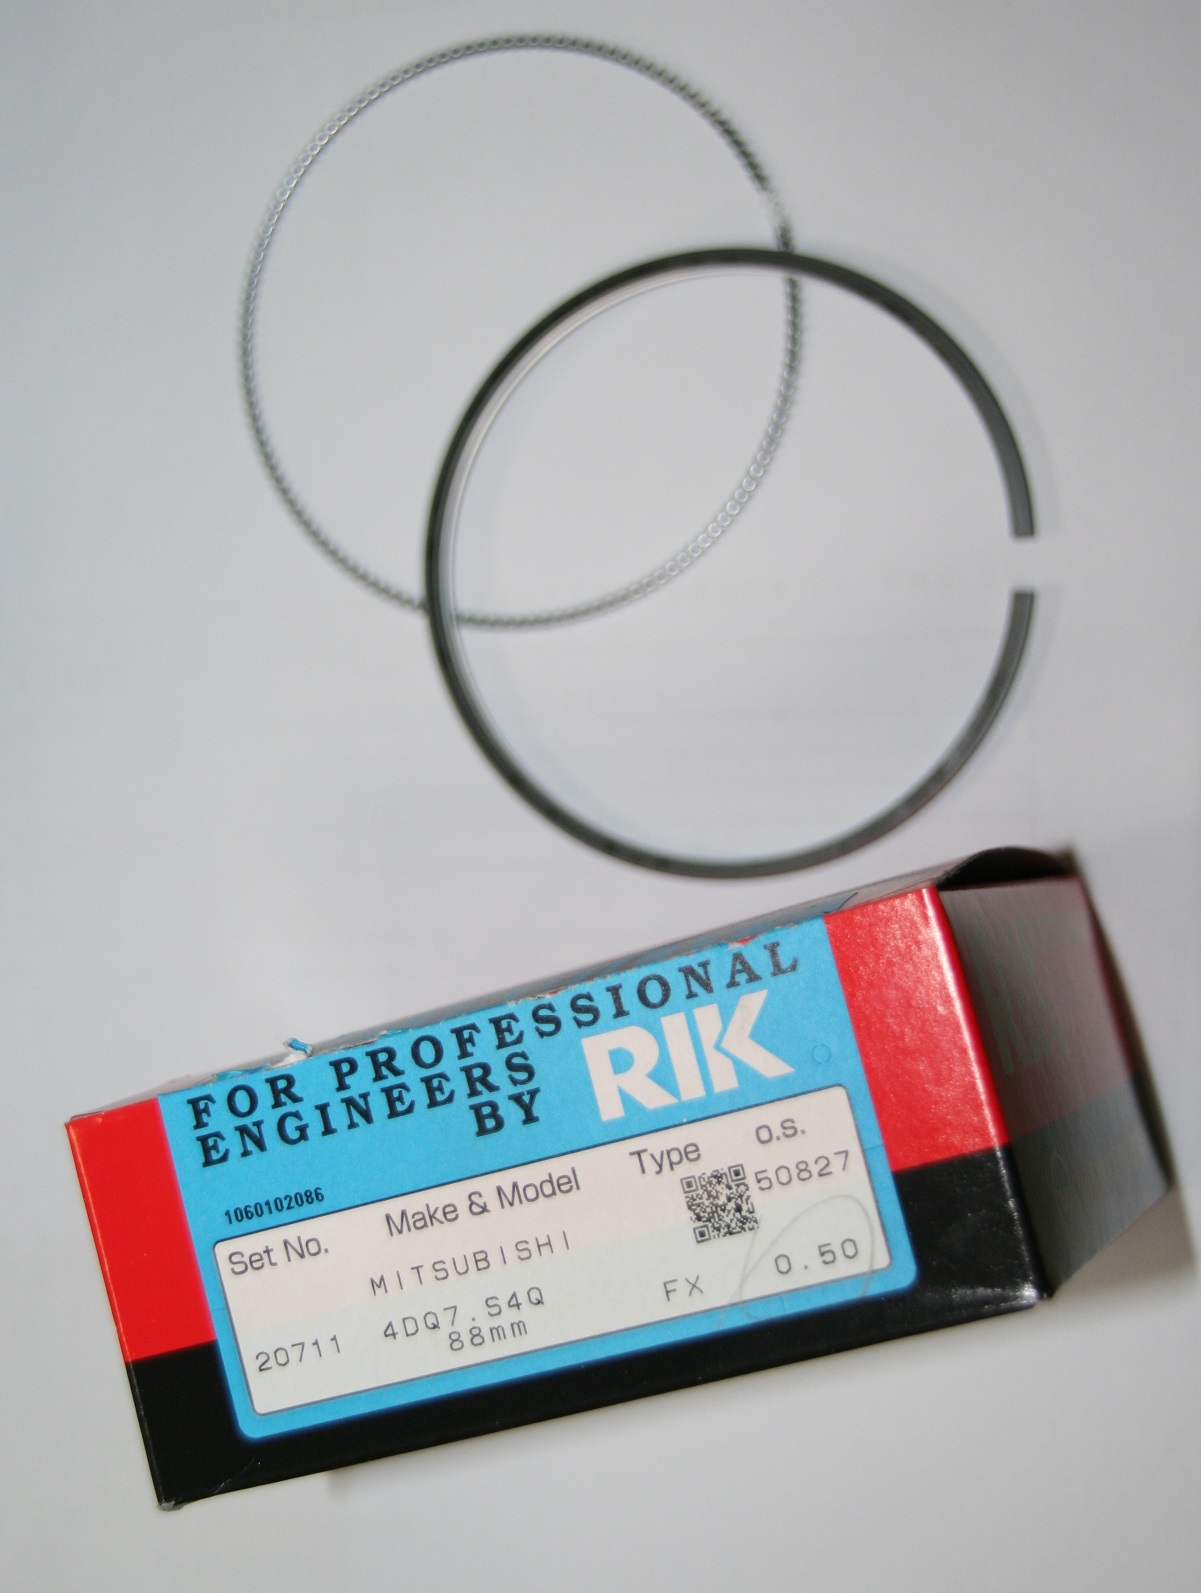 FOR PROFESSIONAL
ENGINEERS
BY RIK
1060102086
Set No. Make & Model Type o.s.
MITSUBISHI 50827
20711 4DQ7.S4Q FX 0.50
88mm